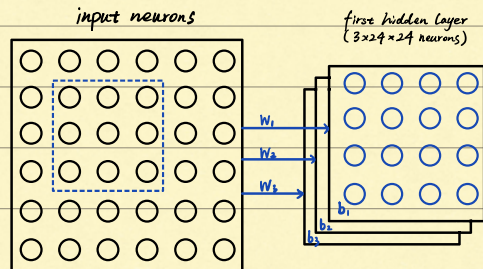 input neurons
first hidden layer
(3×24×24 neurons)
W₁
W₂
W₃
b₁
b₂
b₃